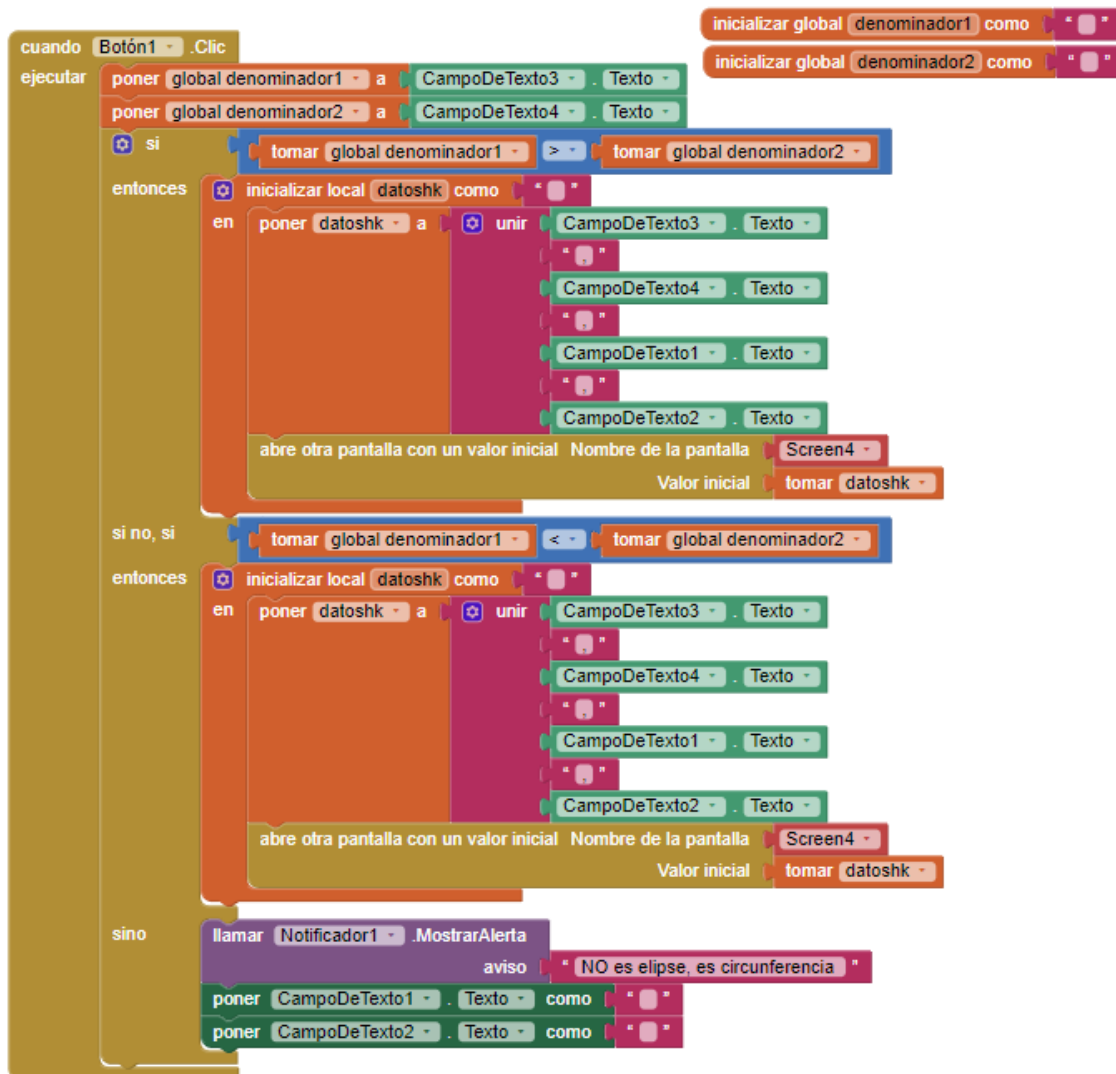 inicializar global denominador1 como " "
inicializar global denominador2 como " "
cuando Botón1 .Clic
ejecutar poner global denominador1 a CampoDeTexto3 . Texto
poner global denominador2 a CampoDeTexto4 . Texto
si tomar global denominador1 > tomar global denominador2
entonces inicializar local datoshk como " "
en poner datoshk a unir CampoDeTexto3 . Texto
" , "
CampoDeTexto4 . Texto
" , "
CampoDeTexto1 . Texto
" , "
CampoDeTexto2 . Texto
abre otra pantalla con un valor inicial Nombre de la pantalla Screen4
Valor inicial tomar datoshk
si no, si tomar global denominador1 < tomar global denominador2
entonces inicializar local datoshk como " "
en poner datoshk a unir CampoDeTexto3 . Texto
" , "
CampoDeTexto4 . Texto
" , "
CampoDeTexto1 . Texto
" , "
CampoDeTexto2 . Texto
abre otra pantalla con un valor inicial Nombre de la pantalla Screen4
Valor inicial tomar datoshk
sino llamar Notificador1 .MostrarAlerta
aviso " NO es elipse, es circunferencia "
poner CampoDeTexto1 . Texto como " "
poner CampoDeTexto2 . Texto como " "